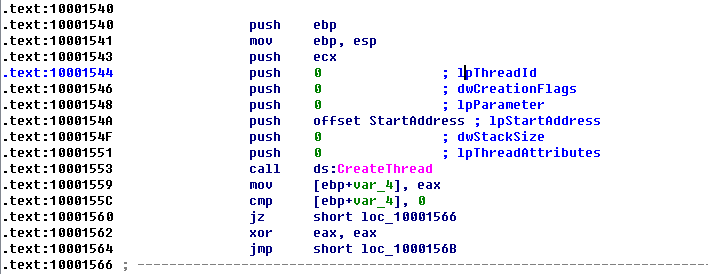 .text:10001540
.text:10001540 push ebp
.text:10001541 mov ebp, esp
.text:10001543 push ecx
.text:10001544 push 0 ; lpThreadId
.text:10001546 push 0 ; dwCreationFlags
.text:10001548 push 0 ; lpParameter
.text:1000154A push offset StartAddress ; lpStartAddress
.text:1000154F push 0 ; dwStackSize
.text:10001551 push 0 ; lpThreadAttributes
.text:10001553 call ds:CreateThread
.text:10001559 mov [ebp+var_4], eax
.text:1000155C cmp [ebp+var_4], 0
.text:10001560 jz short loc_10001566
.text:10001562 xor eax, eax
.text:10001564 jmp short loc_1000156B
.text:10001566 ; ---------------------------------------------------------------------------